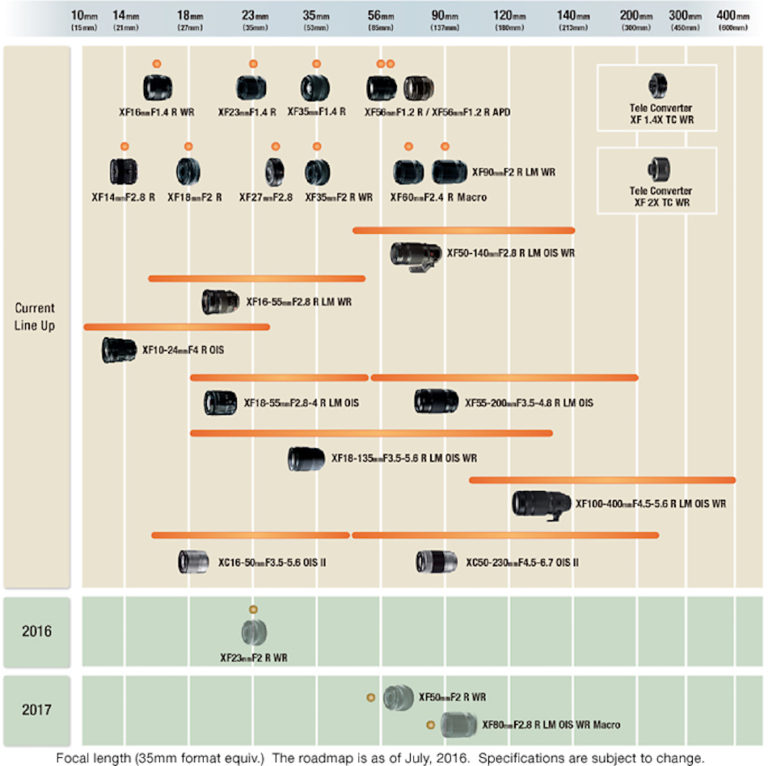 10mm 14mm 18mm 23mm 35mm 56mm 90mm 120mm 140mm 200mm 300mm 400mm
(15mm) (21mm) (27mm) (35mm) (53mm) (85mm) (137mm) (180mm) (213mm) (300mm) (450mm) (600mm)
Current
Line Up
XF16mmF1.4 R WR
XF23mmF1.4 R
XF35mmF1.4 R
XF56mmF1.2 R / XF56mmF1.2 R APD
Tele Converter
XF 1.4X TC WR
XF14mmF2.8 R
XF18mmF2 R
XF27mmF2.8
XF35mmF2 R WR
XF60mmF2.4 R Macro
XF90mmF2 R LM WR
Tele Converter
XF 2X TC WR
XF50-140mmF2.8 R LM OIS WR
XF16-55mmF2.8 R LM WR
XF10-24mmF4 R OIS
XF18-55mmF2.8-4 R LM OIS
XF55-200mmF3.5-4.8 R LM OIS
XF18-135mmF3.5-5.6 R LM OIS WR
XF100-400mmF4.5-5.6 R LM OIS WR
XC16-50mmF3.5-5.6 OIS II
XC50-230mmF4.5-6.7 OIS II
2016
XF23mmF2 R WR
2017
XF50mmF2 R WR
XF80mmF2.8 R LM OIS WR Macro
Focal length (35mm format equiv.) The roadmap is as of July, 2016. Specifications are subject to change.